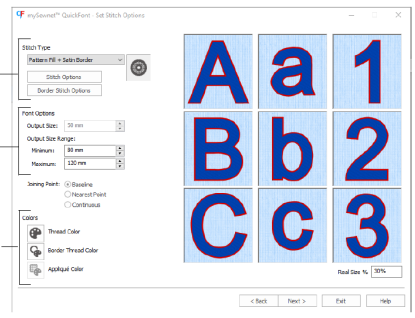 mySewnet™ QuickFont - Set Stitch Options
Stitch Type
Pattern Fill + Satin Border
Stitch Options
Border Stitch Options
Font Options
Output Size: 30 mm
Output Size Range:
Minimum: 80 mm
Maximum: 120 mm
Joining Point: Baseline
Nearest Point
Continuous
Colors
Thread Color
Border Thread Color
Appliqué Color
A a 1
B b 2
C c 3
Real Size % 30%
< Back Next > Exit Help